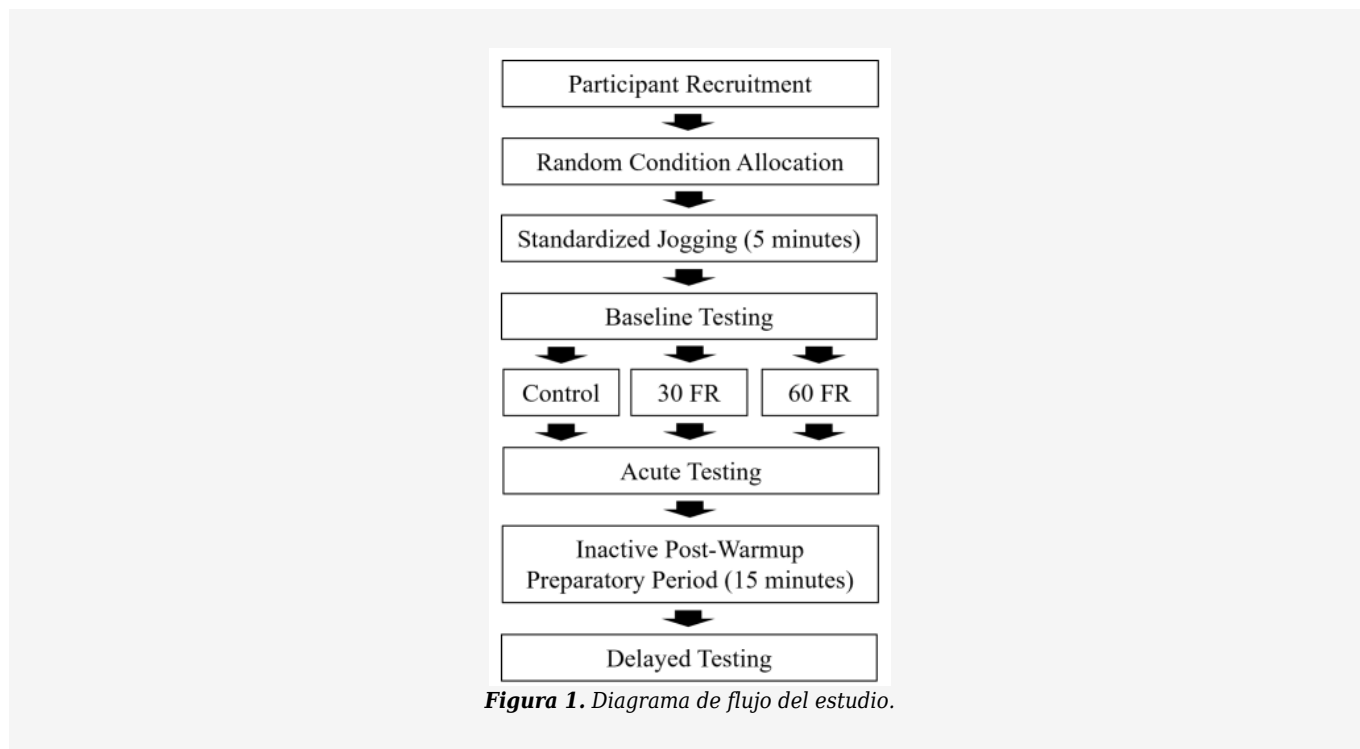 Participant Recruitment
Random Condition Allocation
Standardized Jogging (5 minutes)
Baseline Testing
Control
30 FR
60 FR
Acute Testing
Inactive Post-Warmup
Preparatory Period (15 minutes)
Delayed Testing
Figura 1. Diagrama de flujo del estudio.